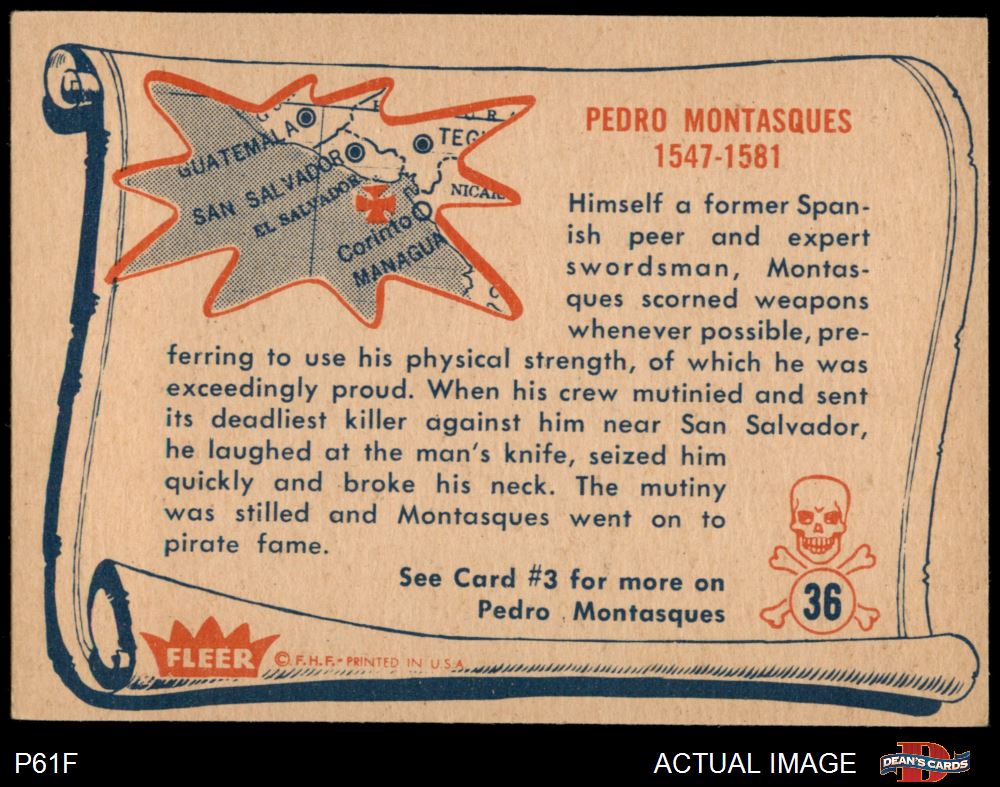 GUATEMALA
TEG
SAN SALVADOR
EL SALVADOR
NICAR
Corinto
MANAGUA
PEDRO MONTASQUES
1547-1581
Himself a former Span-
ish peer and expert
swordsman, Montas-
ques scorned weapons
whenever possible, pre-
ferring to use his physical strength, of which he was
exceedingly proud. When his crew mutinied and sent
its deadliest killer against him near San Salvador,
he laughed at the man's knife, seized him
quickly and broke his neck. The mutiny
was stilled and Montasques went on to
pirate fame.
See Card #3 for more on
Pedro Montasques
36
FLEER
© F.H.F.-PRINTED IN U.S.A.
P61F
ACTUAL IMAGE
DEAN'S CARDS